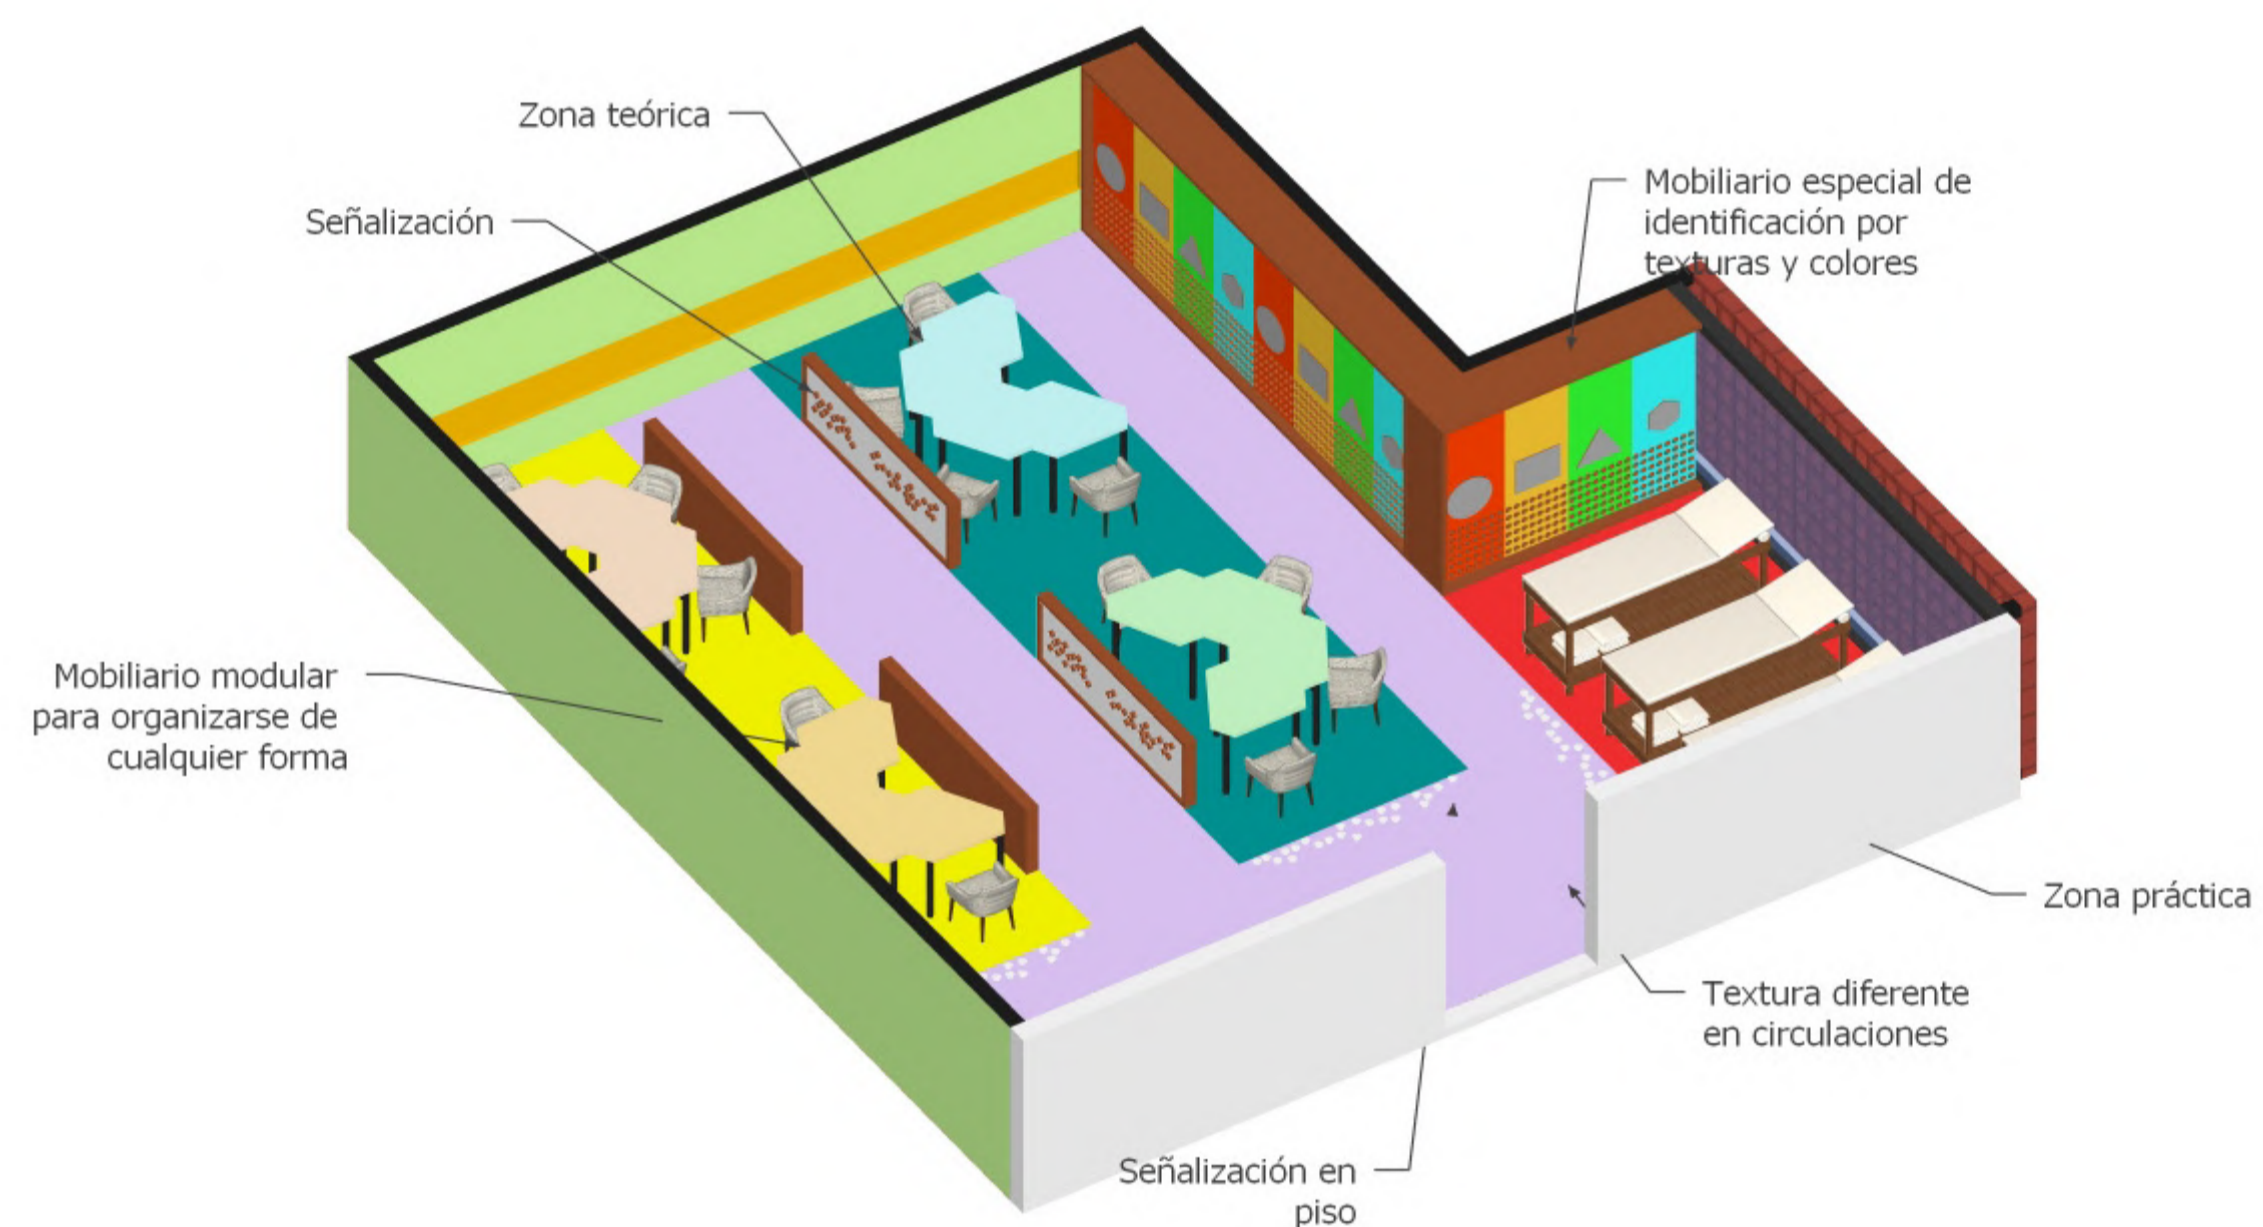 Zona teórica
Señalización
Mobiliario especial de
identificación por
texturas y colores
Mobiliario modular
para organizarse de
cualquier forma
Zona práctica
Textura diferente
en circulaciones
Señalización en
piso